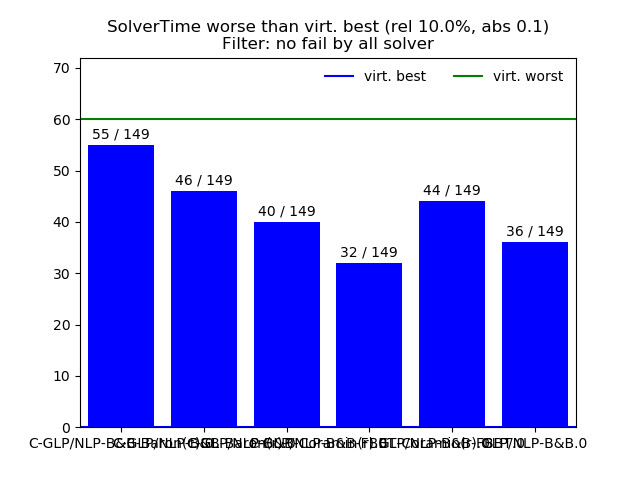 SolverTime worse than virt. best (rel 10.0%, abs 0.1)
Filter: no fail by all solver
virt. best
virt. worst
70
60
50
40
30
20
10
0
55 / 149
46 / 149
40 / 149
32 / 149
44 / 149
36 / 149
C-GLP/NLP-B&B